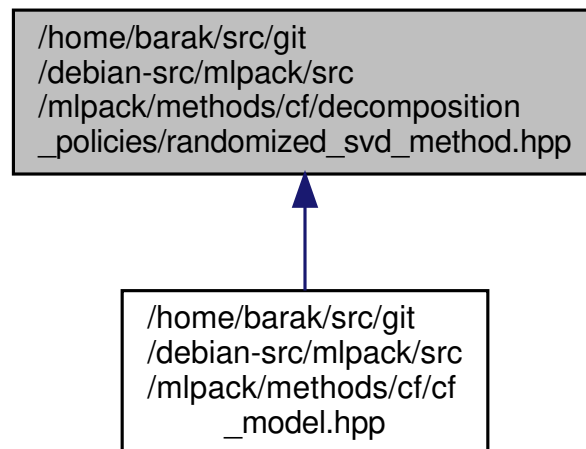 /home/barak/src/git
/debian-src/mlpack/src
/mlpack/methods/cf/decomposition
_policies/randomized_svd_method.hpp
/home/barak/src/git
/debian-src/mlpack/src
/mlpack/methods/cf/cf
_model.hpp